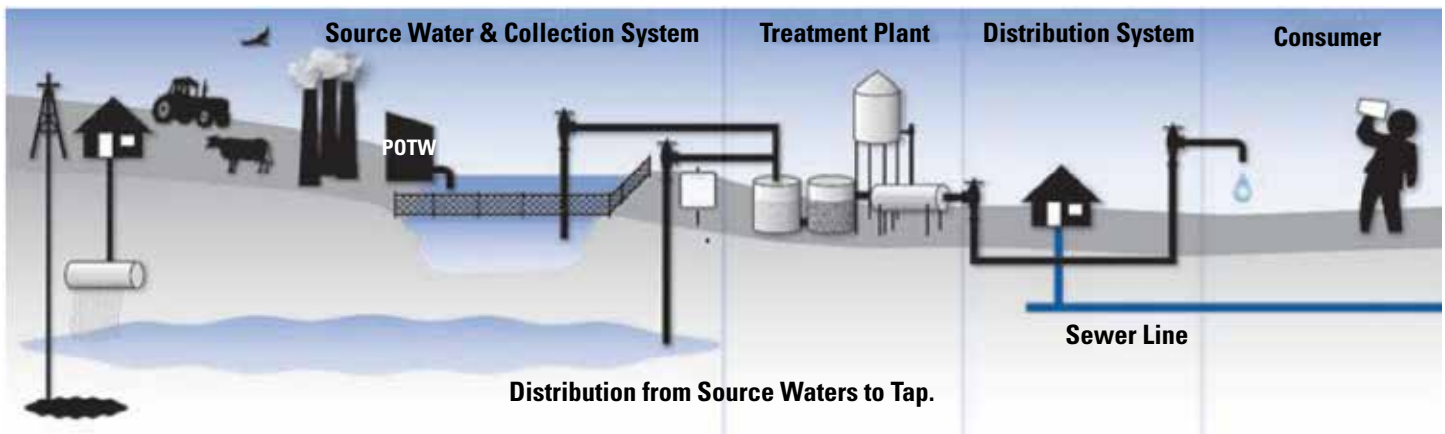 Source Water & Collection System
Treatment Plant
Distribution System
Consumer
POTW
Sewer Line
Distribution from Source Waters to Tap.